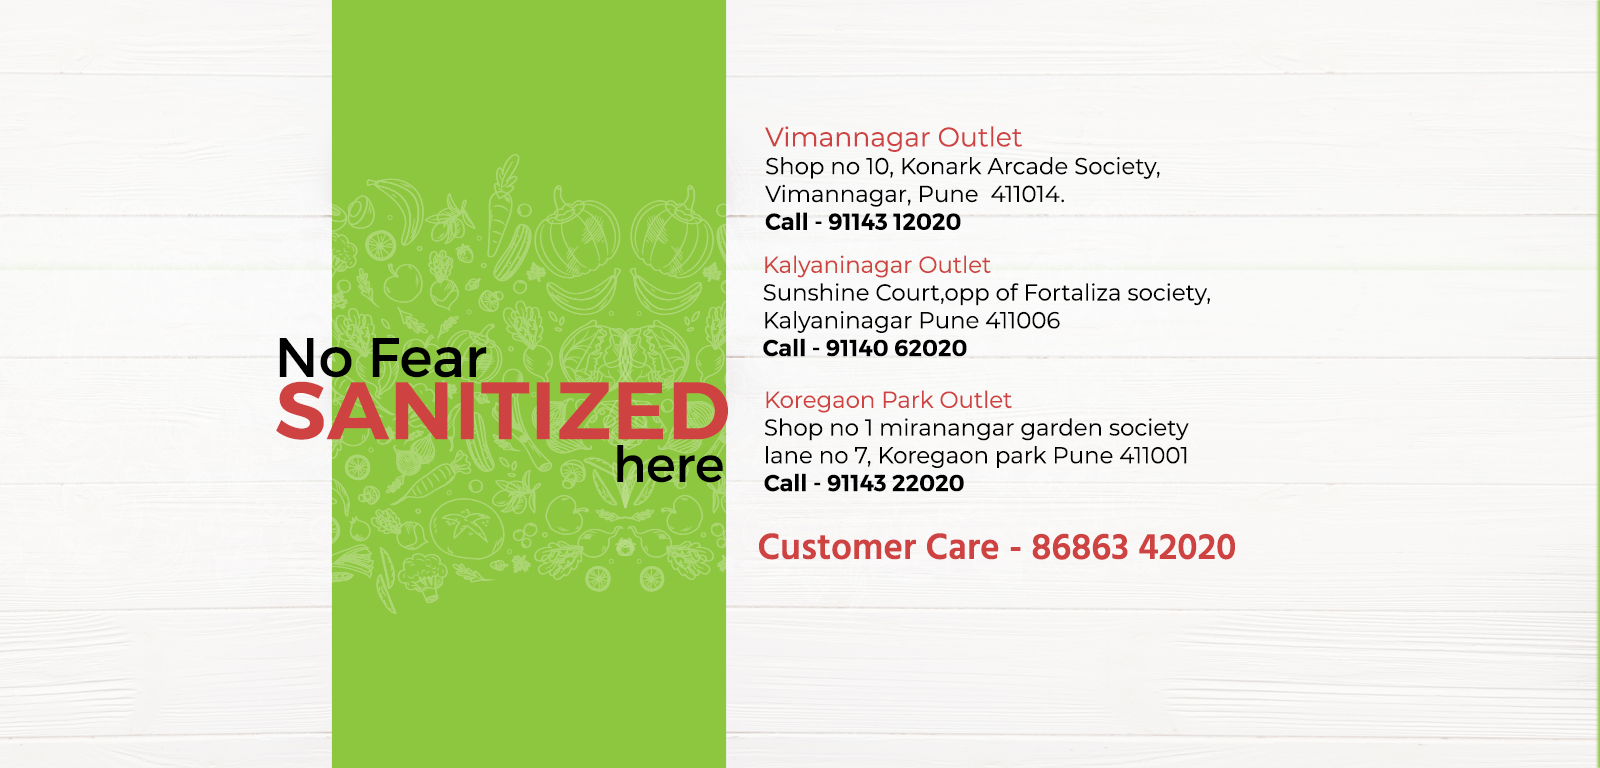 No Fear
SANITIZED
here
Vimannagar Outlet
Shop no 10, Konark Arcade Society,
Vimannagar, Pune 411014.
Call - 91143 12020
Kalyaninagar Outlet
Sunshine Court,opp of Fortaliza society,
Kalyaninagar Pune 411006
Call - 91140 62020
Koregaon Park Outlet
Shop no 1 miranangar garden society
lane no 7, Koregaon park Pune 411001
Call - 91143 22020
Customer Care - 86863 42020